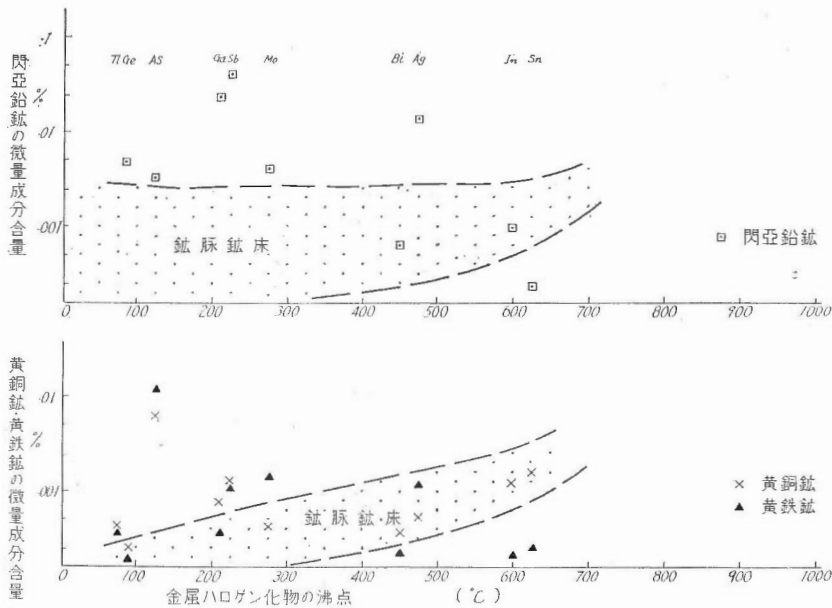 閃亜鉛鉱の微量成分含量
%
·1
·01
·001
Tl Ge AS Ga Sb Mo Bi Ag In Sn
鉱脈鉱床
閃亜鉛鉱
0 100 200 300 400 500 600 700 800 900 1000
黄銅鉱·黄鉄鉱の微量成分含量
%
·01
·001
鉱脈鉱床
黄銅鉱
黄鉄鉱
0 100 200 300 400 500 600 700 800 900 1000
金属ハロゲン化物の沸点 (℃)